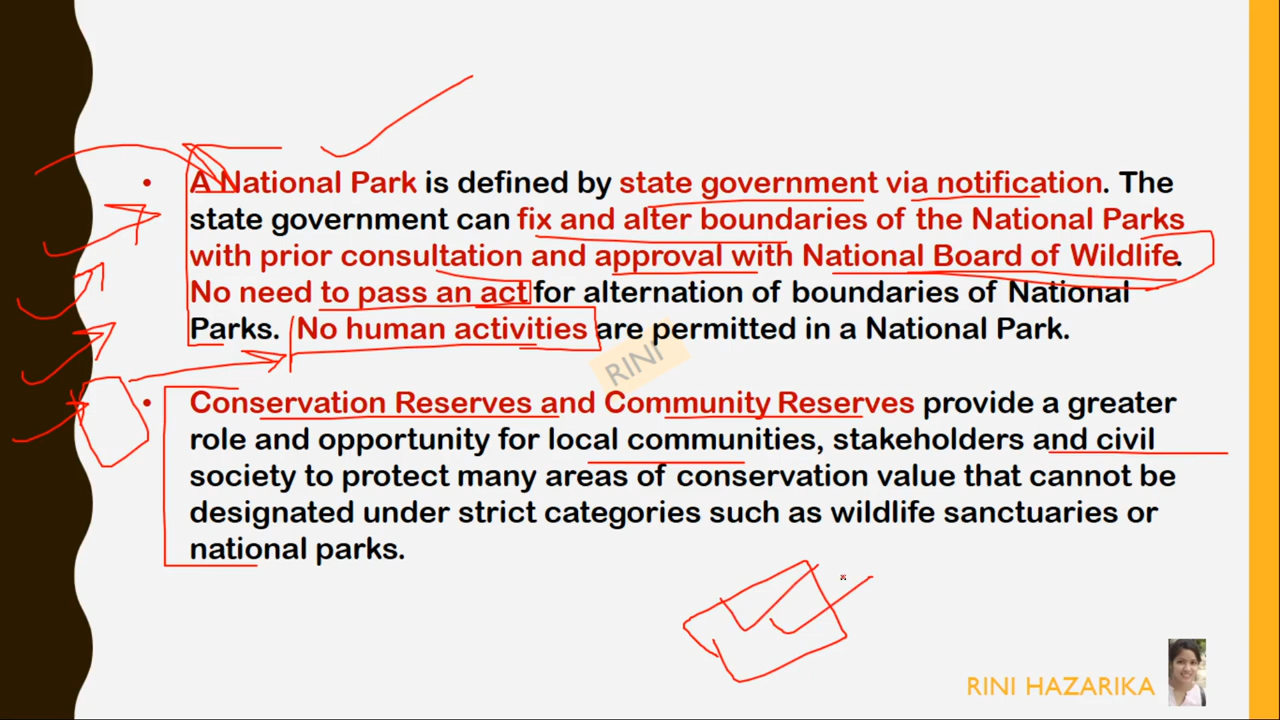 • A National Park is defined by state government via notification. The
state government can fix and alter boundaries of the National Parks
with prior consultation and approval with National Board of Wildlife.
No need to pass an act for alternation of boundaries of National
Parks. No human activities are permitted in a National Park.
RINI
• Conservation Reserves and Community Reserves provide a greater
role and opportunity for local communities, stakeholders and civil
society to protect many areas of conservation value that cannot be
designated under strict categories such as wildlife sanctuaries or
national parks.
RINI HAZARIKA